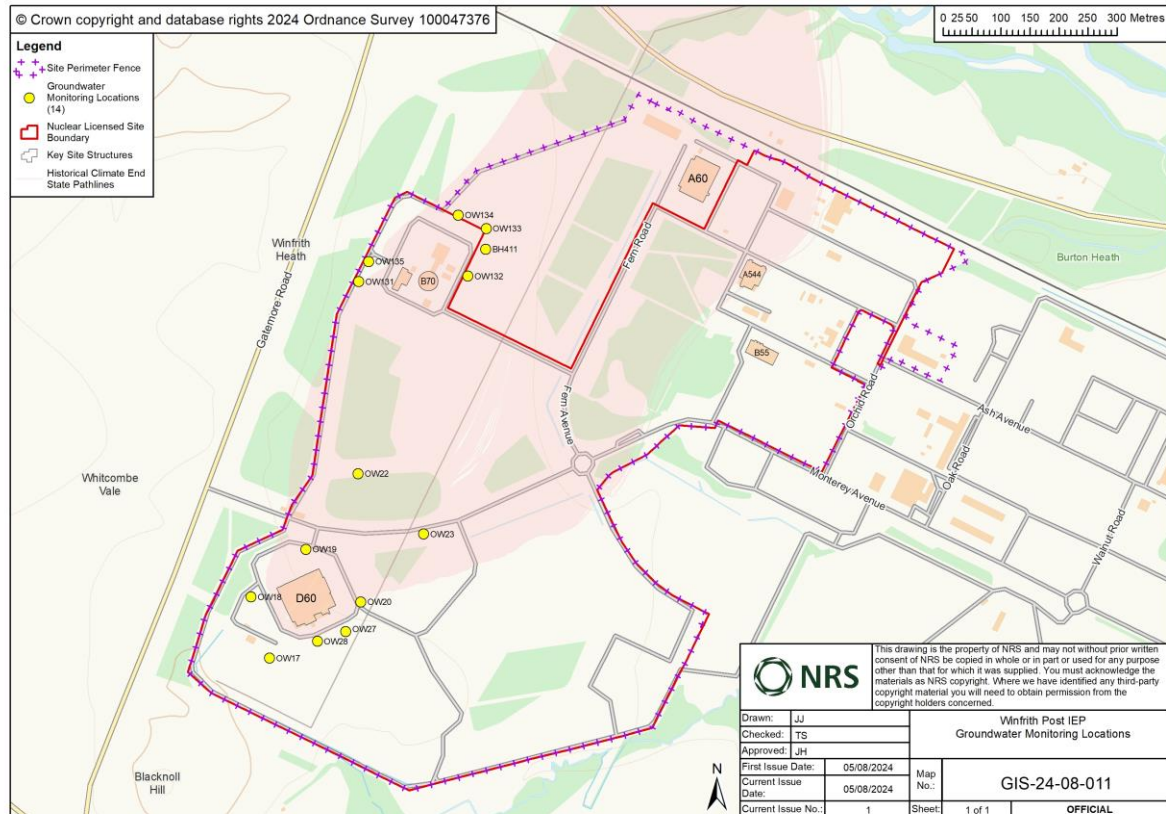 © Crown copyright and database rights 2024 Ordnance Survey 100047376
0 25 50 100 150 200 250 300 Metres
Legend
Site Perimeter Fence
Groundwater
Monitoring Locations
(14)
Nuclear Licensed Site
Boundary
Key Site Structures
Historical Climate End
State Pathlines
A60
OW134
OW133
Winfrith
Heath
BH411
Fern Road
Burton Heath
OW135
OW132
A544
B70
OW131
Gatemore Road
B55
Orchid Road
Fern Avenue
Ash Avenue
Oak Road
OW22
Whitcombe
Vale
Monterey Avenue
Walnut Road
OW23
OW19
OW18
D60
OW20
OW27
OW28
OW17
Blacknoll
Hill
N
NRS
This drawing is the property of NRS and may not without prior written
consent of NRS be copied in whole or in part or used for any purpose
other than that for which it was supplied. You must acknowledge the
materials as NRS copyright. Where we have identified any third-party
copyright material you will need to obtain permission from the
copyright holders concerned.
Drawn: JJ
Checked: TS
Approved: JH
Winfrith Post IEP
Groundwater Monitoring Locations
First Issue Date: 05/08/2024
Current Issue
Date: 05/08/2024
Map
No.: GIS-24-08-011
Current Issue No.: 1
Sheet: 1 of 1
OFFICIAL